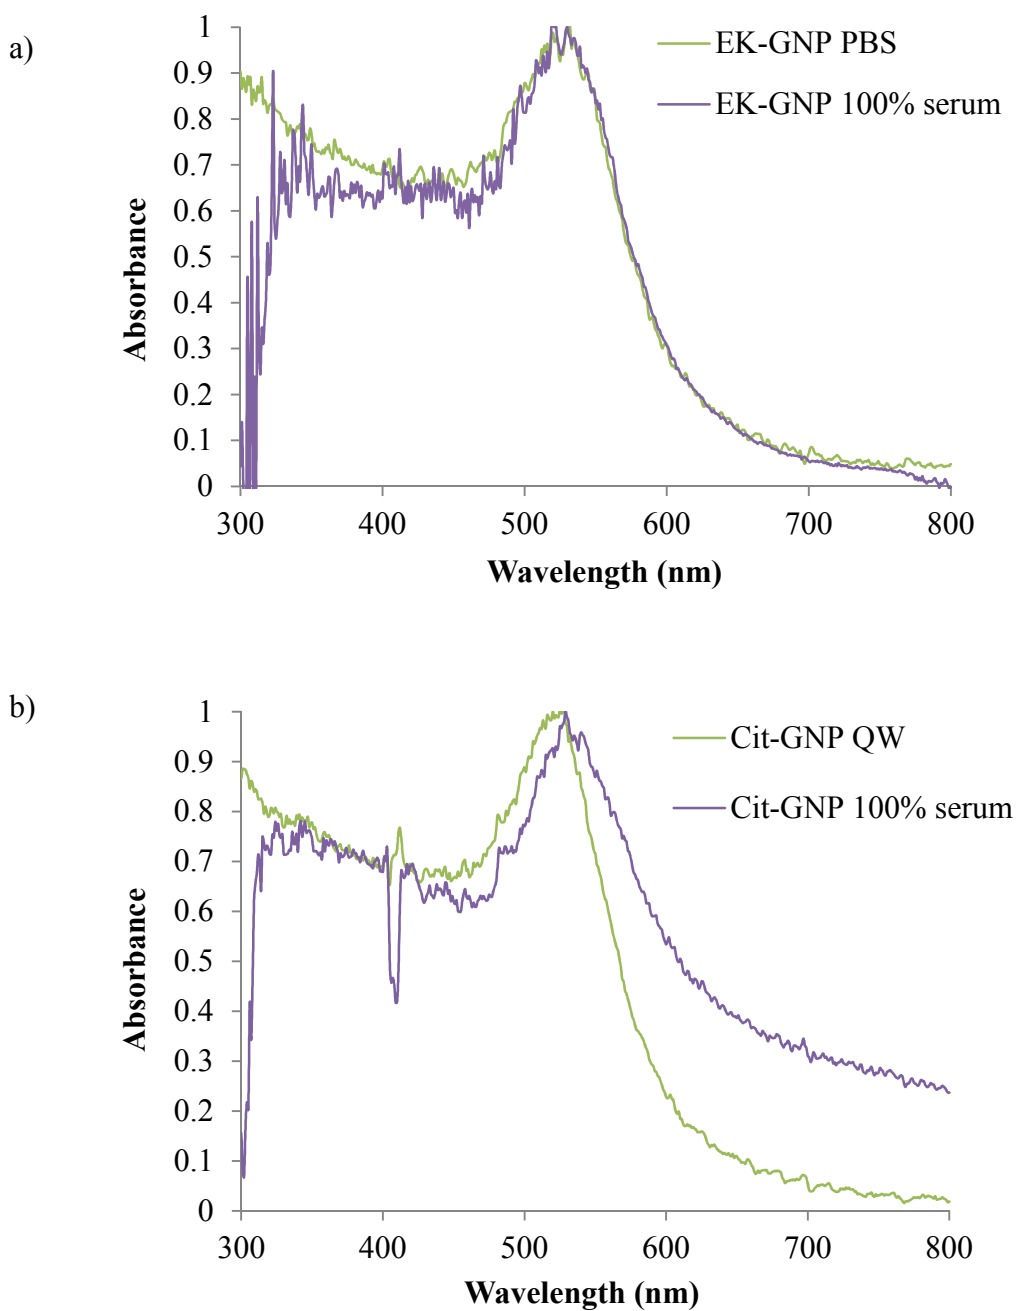 a)
EK-GNP PBS
EK-GNP 100% serum
Absorbance
1
0.9
0.8
0.7
0.6
0.5
0.4
0.3
0.2
0.1
0
300 400 500 600 700 800
Wavelength (nm)
b)
Cit-GNP QW
Cit-GNP 100% serum
Absorbance
1
0.9
0.8
0.7
0.6
0.5
0.4
0.3
0.2
0.1
0
300 400 500 600 700 800
Wavelength (nm)